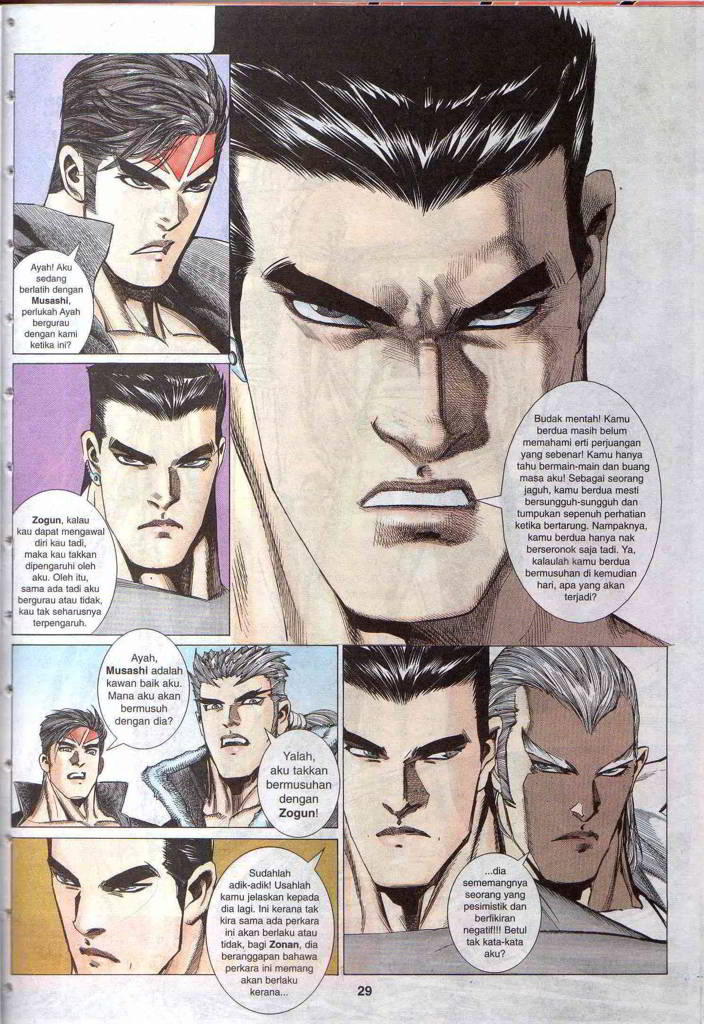 Ayah! Aku
sedang
berlatih dengan
Musashi,
perlukah Ayah
bergurau
dengan kami
ketika ini?
Budak mentah! Kamu
berdua masih belum
memahami erti perjuangan
yang sebenar! Kamu hanya
tahu bermain-main dan buang
masa aku! Sebagai seorang
jaguh, kamu berdua mesti
bersungguh-sungguh dan
tumpukan sepenuh perhatian
ketika bertarung. Nampaknya,
kamu berdua hanya nak
berseronok saja tadi. Ya,
kalaulah kamu berdua
bermusuhan di kemudian
hari, apa yang akan
terjadi?
Zogun, kalau
kau dapat mengawal
diri kau tadi,
maka kau takkan
dipengaruhi oleh
aku. Oleh itu,
sama ada tadi aku
bergurau atau tidak,
kau tak seharusnya
terpengaruh.
Ayah,
Musashi adalah
kawan baik aku.
Mana aku akan
bermusuh
dengan dia?
Yalah,
aku takkan
bermusuhan
dengan
Zogun!
Sudahlah
adik-adik! Usahlah
kamu jelaskan kepada
dia lagi. Ini kerana tak
kira sama ada perkara
ini akan berlaku atau
tidak, bagi Zonan, dia
beranggapan bahawa
perkara ini memang
akan berlaku
kerana...
...dia
sememangnya
seorang yang
pesimistik dan
berfikiran
negatif!!! Betul
tak kata-kata
aku?
29